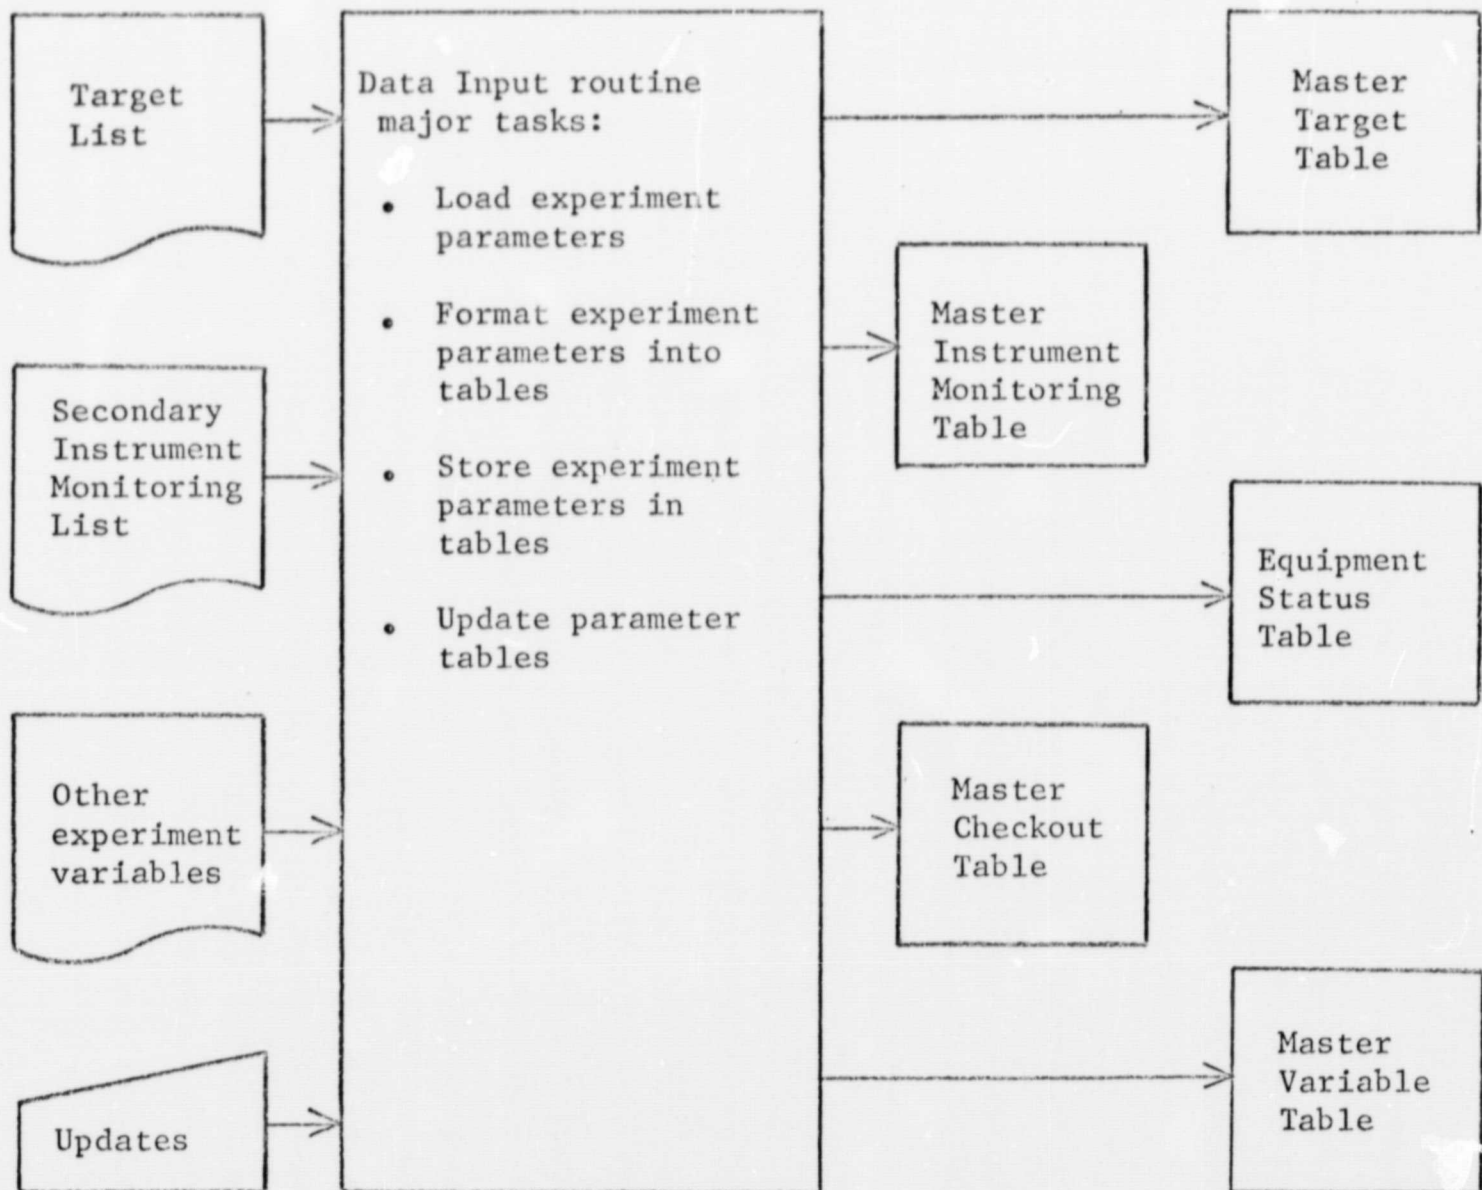 Target
List
Secondary
Instrument
Monitoring
List
Other
experiment
variables
Updates
Data Input routine
major tasks:
• Load experiment
parameters
• Format experiment
parameters into
tables
• Store experiment
parameters in
tables
• Update parameter
tables
Master
Target
Table
Master
Instrument
Monitoring
Table
Equipment
Status
Table
Master
Checkout
Table
Master
Variable
Table